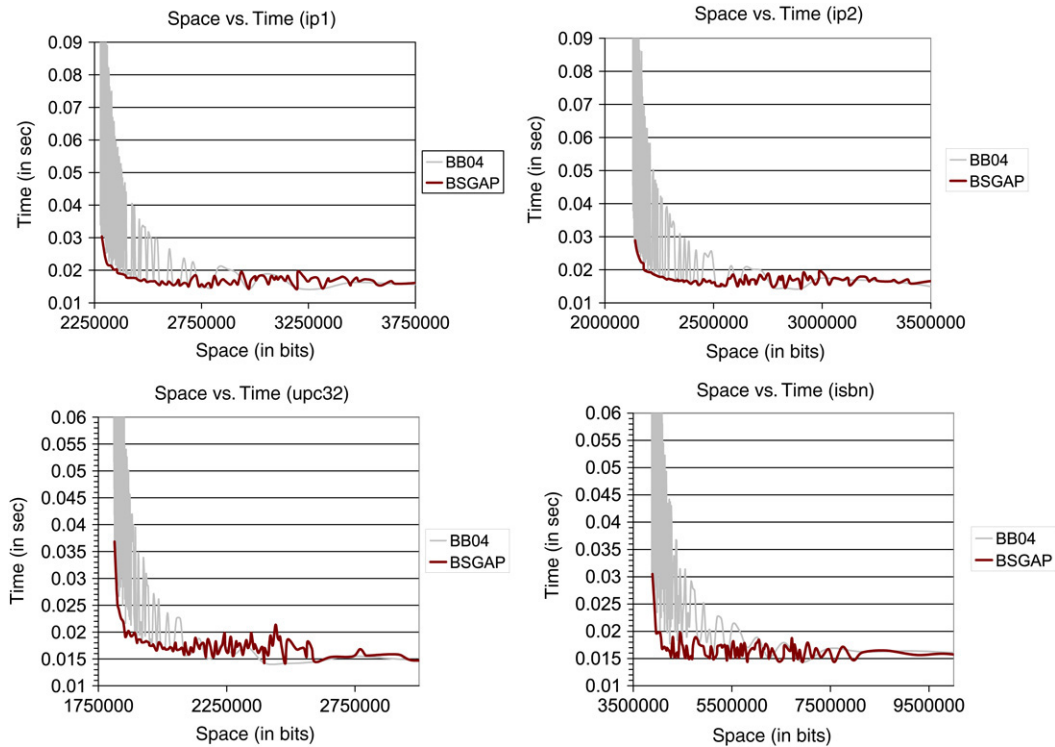 Space vs. Time (ip1)
0.09
0.08
0.07
0.06
0.05
0.04
0.03
0.02
0.01
Time (in sec)
2250000 2750000 3250000 3750000
Space (in bits)
BB04
BSGAP
Space vs. Time (ip2)
0.09
0.08
0.07
0.06
0.05
0.04
0.03
0.02
0.01
Time (in sec)
2000000 2500000 3000000 3500000
Space (in bits)
BB04
BSGAP
Space vs. Time (upc32)
0.06
0.055
0.05
0.045
0.04
0.035
0.03
0.025
0.02
0.015
0.01
Time (in sec)
1750000 2250000 2750000
Space (in bits)
BB04
BSGAP
Space vs. Time (isbn)
0.06
0.055
0.05
0.045
0.04
0.035
0.03
0.025
0.02
0.015
0.01
Time (in sec)
3500000 5500000 7500000 9500000
Space (in bits)
BB04
BSGAP